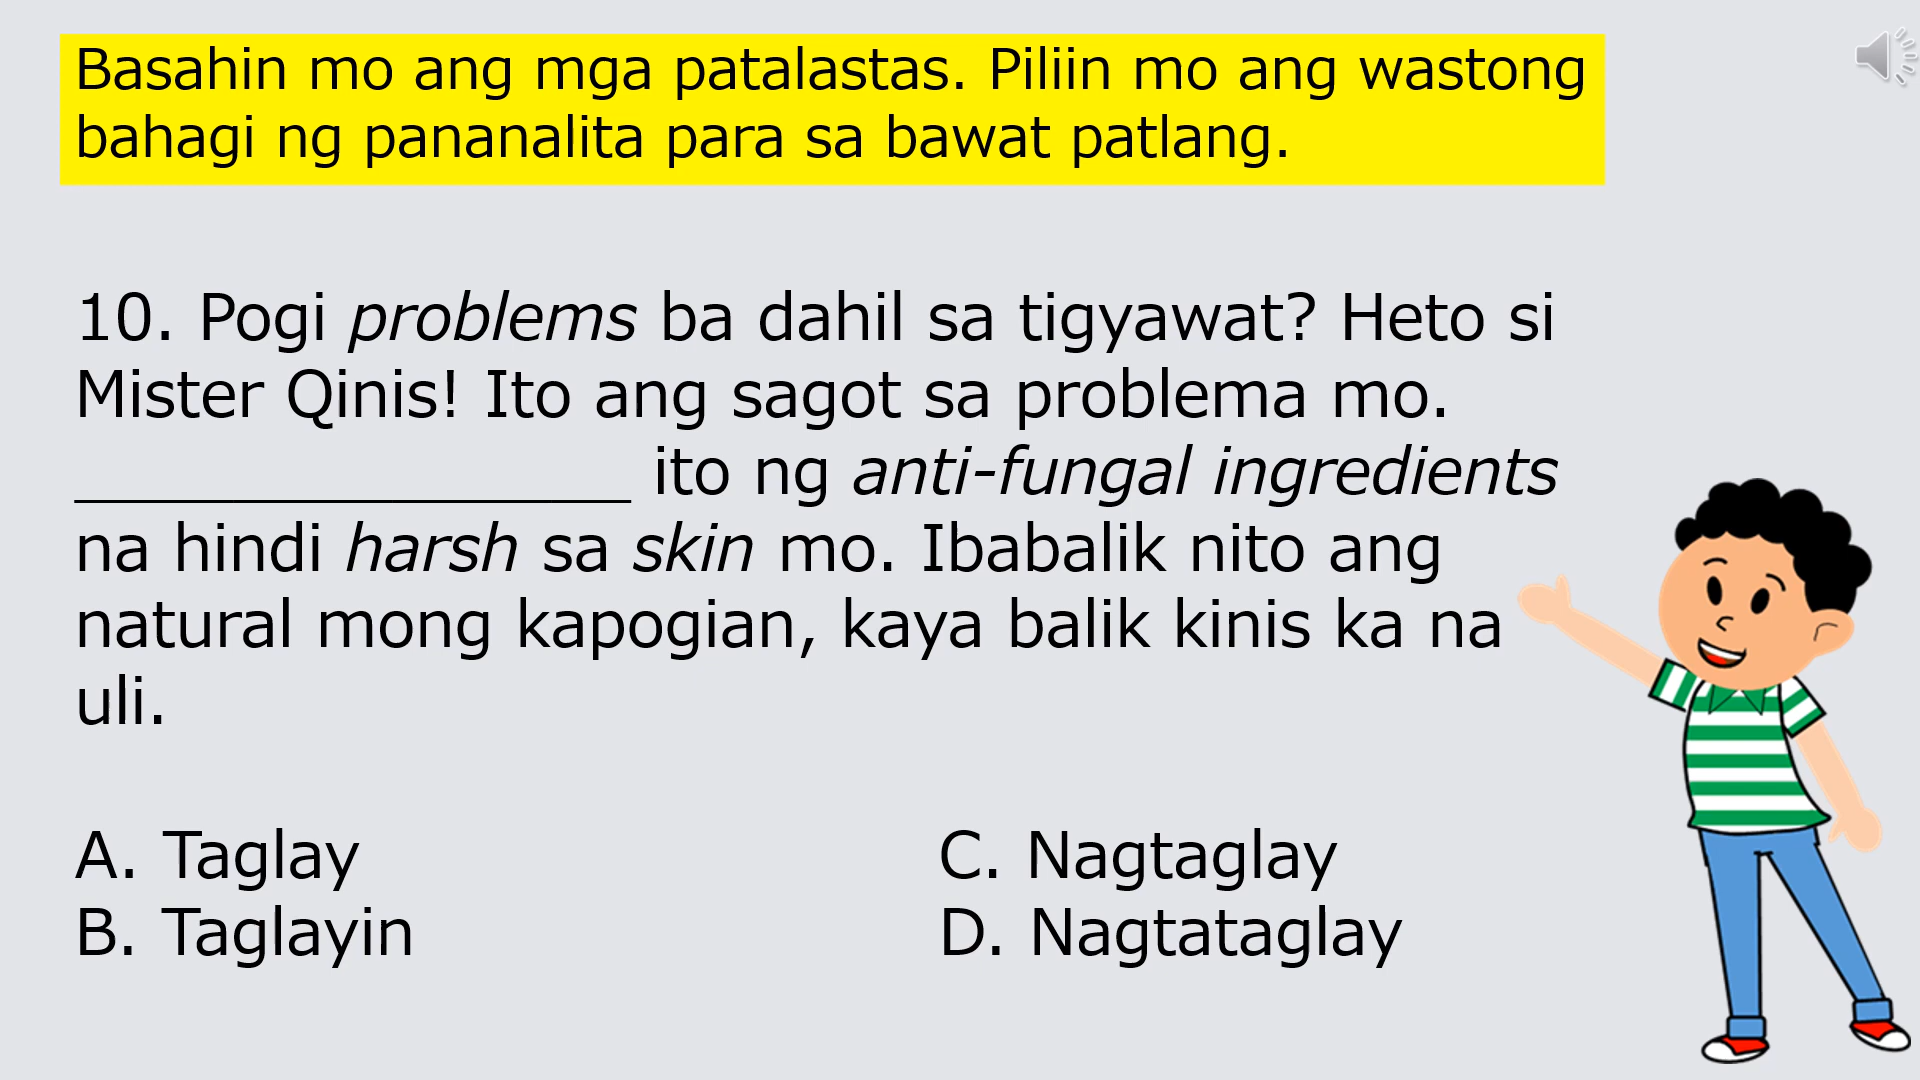 Basahin mo ang mga patalastas. Piliin mo ang wastong
bahagi ng pananalita para sa bawat patlang.
10. Pogi problems ba dahil sa tigyawat? Heto si
Mister Qinis! Ito ang sagot sa problema mo.
_________________ ito ng anti-fungal ingredients
na hindi harsh sa skin mo. Ibabalik nito ang
natural mong kapogian, kaya balik kinis ka na
uli.
A. Taglay
B. Taglayin
C. Nagtaglay
D. Nagtataglay